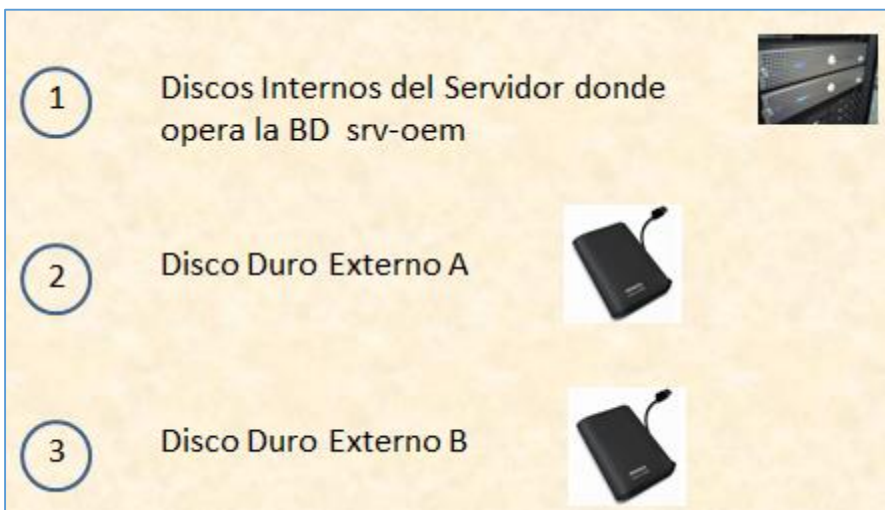 1
Discos Internos del Servidor donde
opera la BD srv-oem
2
Disco Duro Externo A
3
Disco Duro Externo B